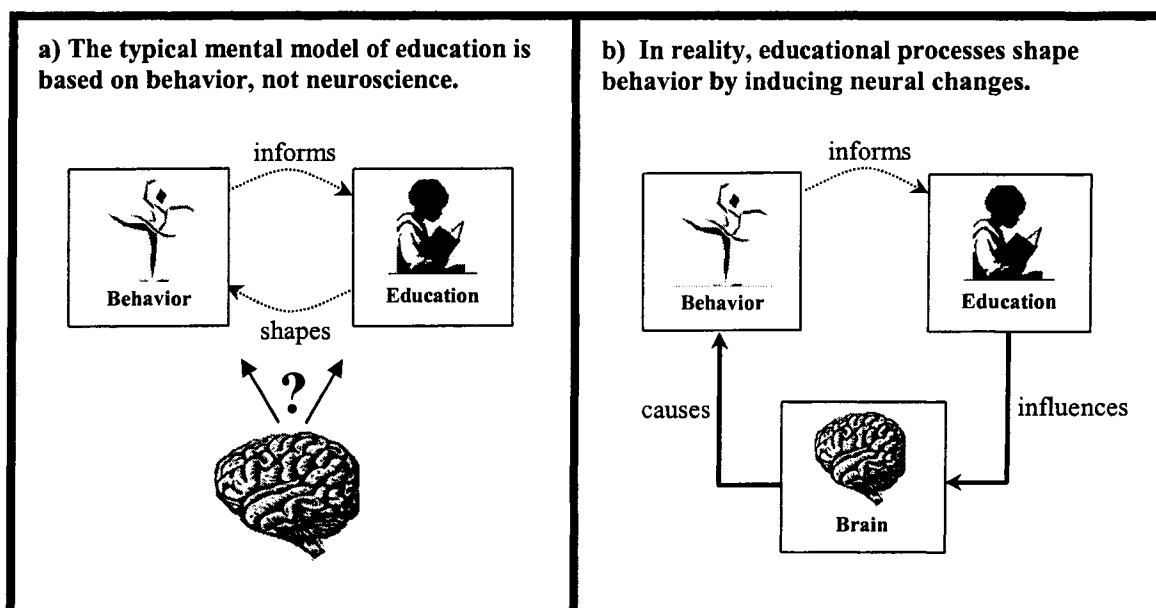 a) The typical mental model of education is
based on behavior, not neuroscience.
informs
Behavior
Education
shapes
?
b) In reality, educational processes shape
behavior by inducing neural changes.
informs
Behavior
Education
causes
influences
Brain